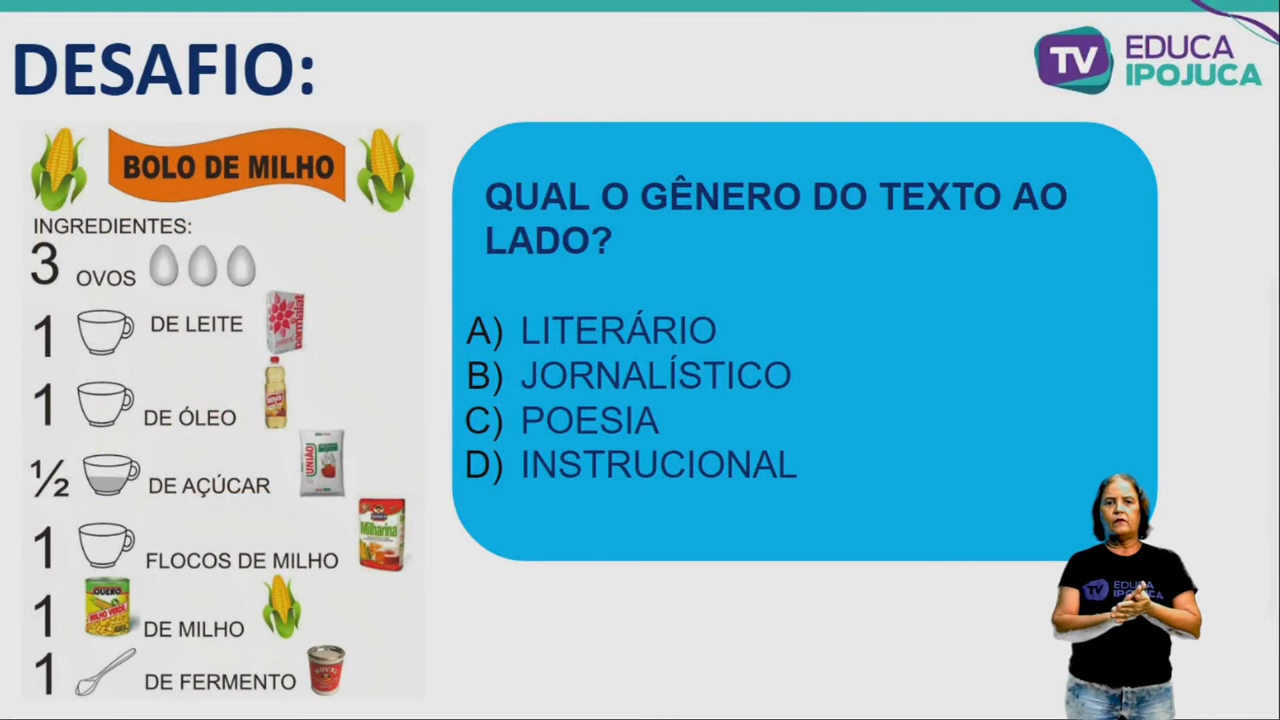 DESAFIO:
TV EDUCA
IPOJUCA
BOLO DE MILHO
INGREDIENTES:
3 OVOS
1 DE LEITE
parmalat
1 DE ÓLEO
½ DE AÇÚCAR
UNIÃO
1 FLOCOS DE MILHO
Milharina
1 DE MILHO
QUERO
MILHO VERDE
1 DE FERMENTO
ROYAL
QUAL O GÊNERO DO TEXTO AO
LADO?
A) LITERÁRIO
B) JORNALÍSTICO
C) POESIA
D) INSTRUCIONAL
TV EDUCA
IPOJUCA